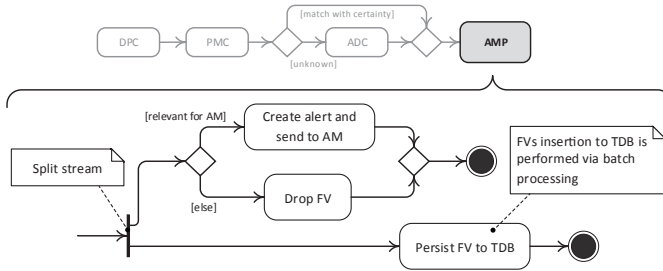 [match with certainty]
DPC
PMC
ADC
AMP
[unknown]
[relevant for AM]
Create alert and
send to AM
FVs insertion to TDB is
performed via batch
processing
Split stream
[else]
Drop FV
Persist FV to TDB